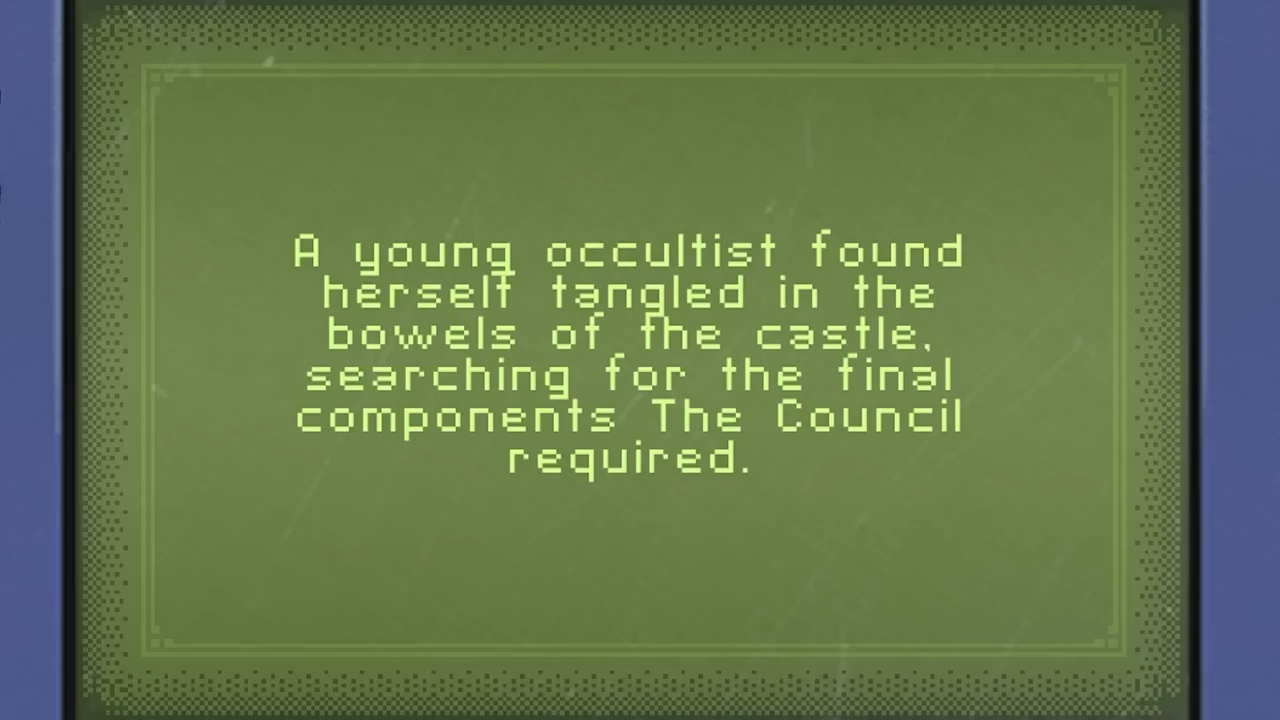 A young occultist found
herself tangled in the
bowels of the castle,
searching for the final
components The Council
required.